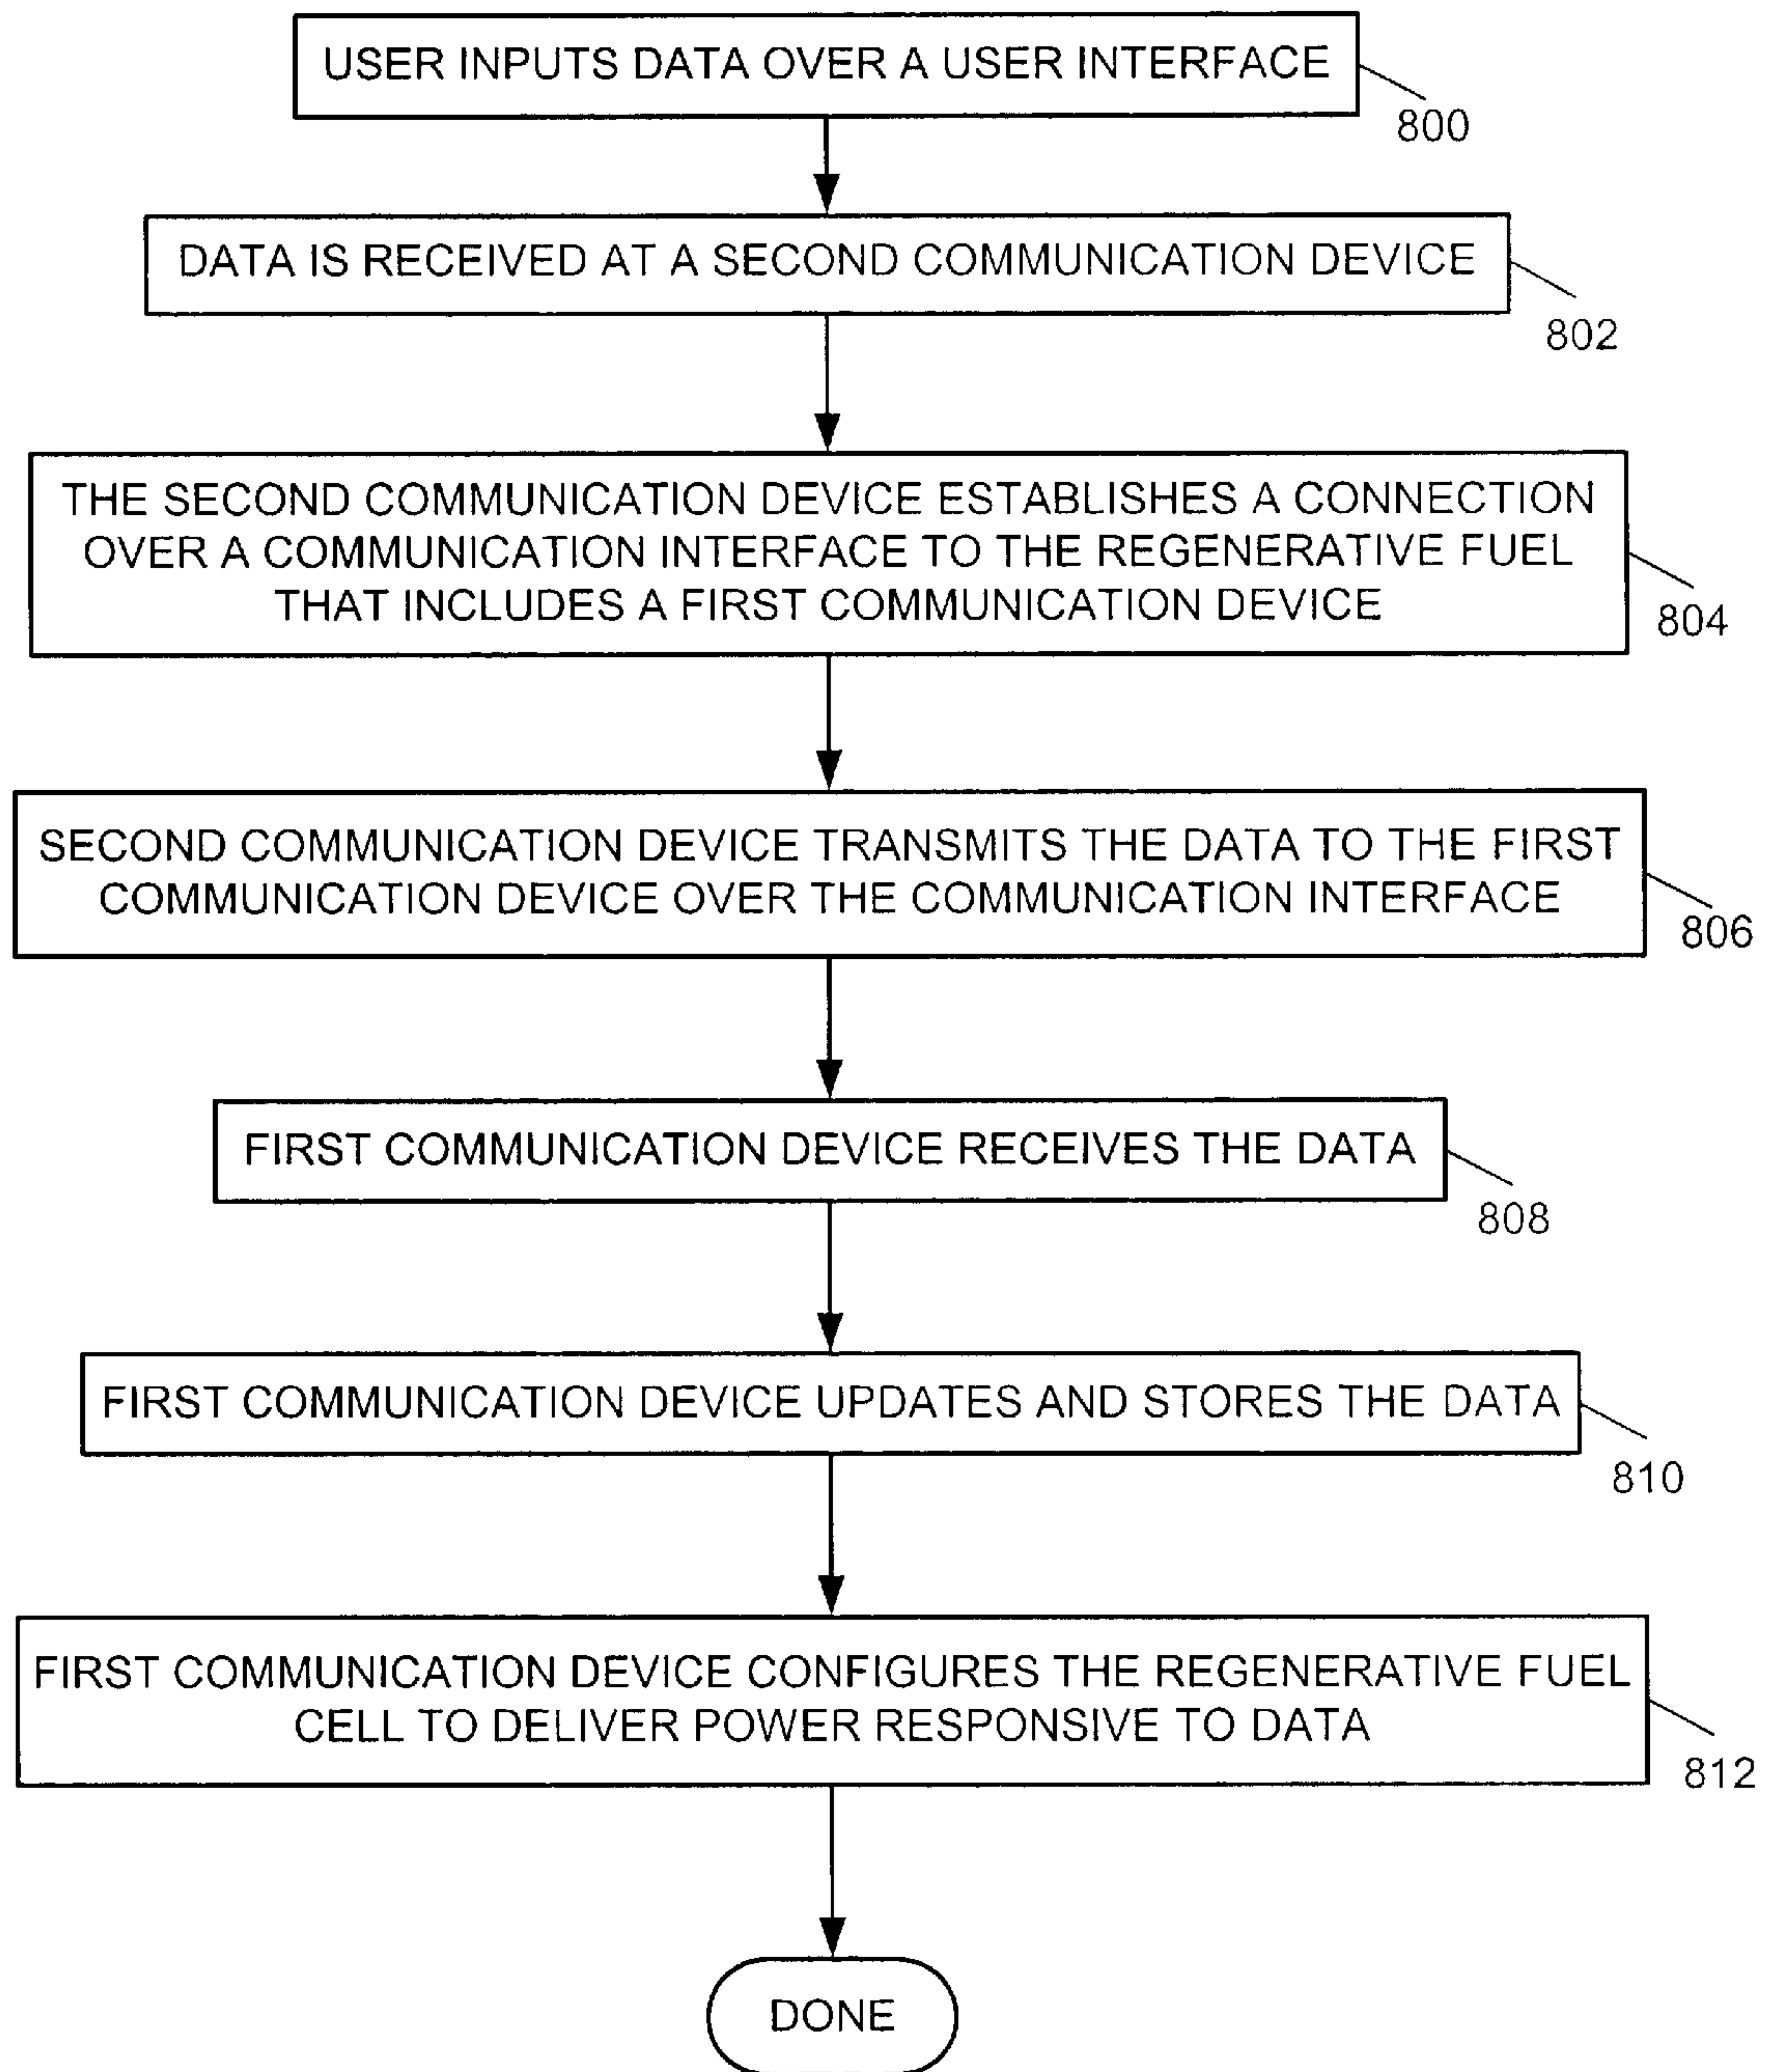 USER INPUTS DATA OVER A USER INTERFACE
800
DATA IS RECEIVED AT A SECOND COMMUNICATION DEVICE
802
THE SECOND COMMUNICATION DEVICE ESTABLISHES A CONNECTION
OVER A COMMUNICATION INTERFACE TO THE REGENERATIVE FUEL
THAT INCLUDES A FIRST COMMUNICATION DEVICE
804
SECOND COMMUNICATION DEVICE TRANSMITS THE DATA TO THE FIRST
COMMUNICATION DEVICE OVER THE COMMUNICATION INTERFACE
806
FIRST COMMUNICATION DEVICE RECEIVES THE DATA
808
FIRST COMMUNICATION DEVICE UPDATES AND STORES THE DATA
810
FIRST COMMUNICATION DEVICE CONFIGURES THE REGENERATIVE FUEL
CELL TO DELIVER POWER RESPONSIVE TO DATA
812
DONE